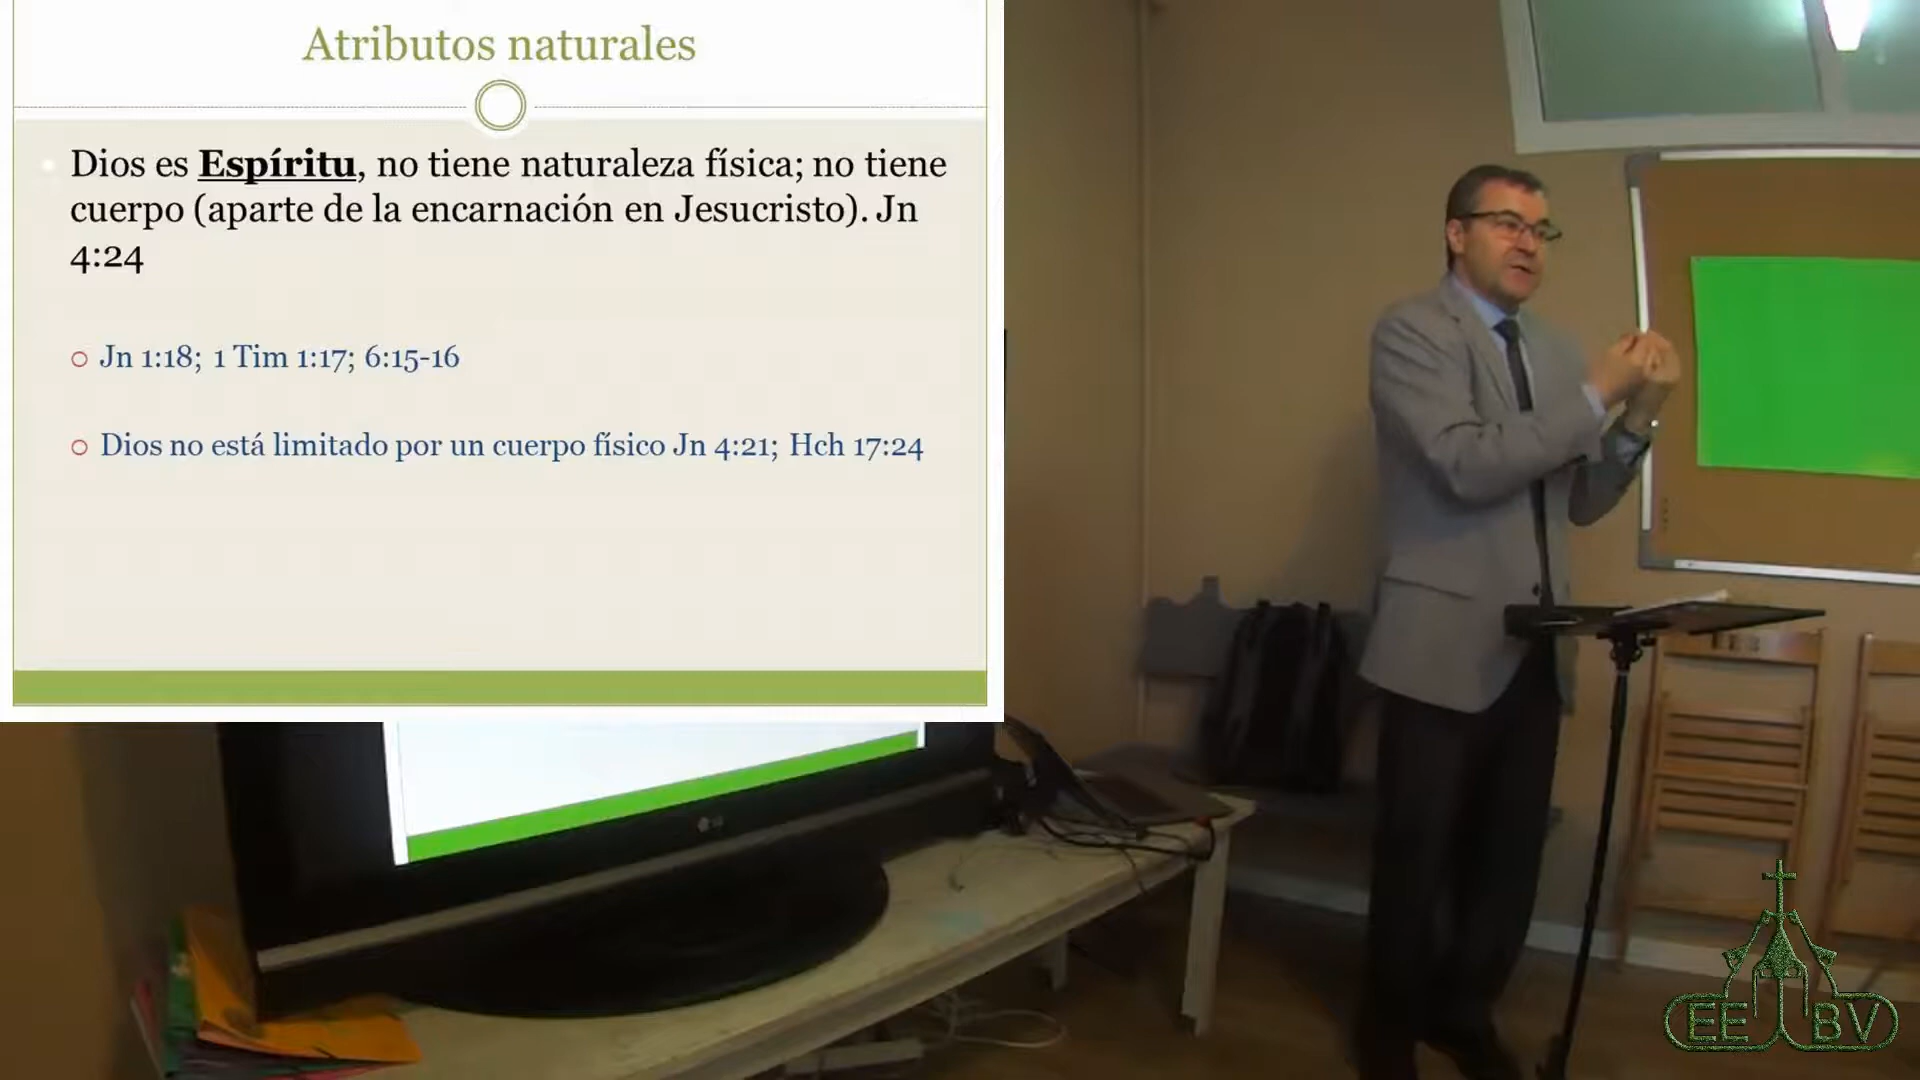 Atributos naturales
Dios es Espíritu, no tiene naturaleza física; no tiene
cuerpo (aparte de la encarnación en Jesucristo). Jn
4:24
Jn 1:18; 1 Tim 1:17; 6:15-16
Dios no está limitado por un cuerpo físico Jn 4:21; Hch 17:24
LG
EE BV